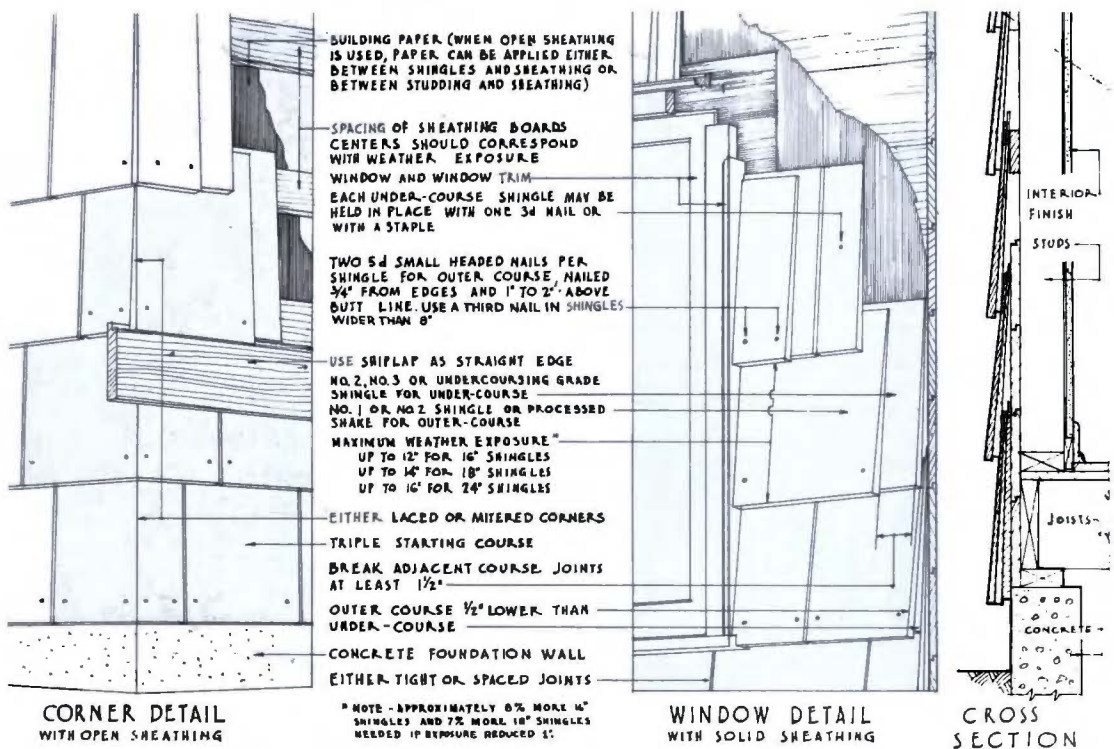 BUILDING PAPER (WHEN OPEN SHEATHING
IS USED, PAPER CAN BE APPLIED EITHER
BETWEEN SHINGLES AND SHEATHING OR
BETWEEN STUDDING AND SHEATHING)
SPACING OF SHEATHING BOARDS
CENTERS SHOULD CORRESPOND
WITH WEATHER EXPOSURE
WINDOW AND WINDOW TRIM
EACH UNDER-COURSE SHINGLE MAY BE
HELD IN PLACE WITH ONE 3d NAIL OR
WITH A STAPLE
TWO 5d SMALL HEADED NAILS PER
SHINGLE FOR OUTER COURSE, NAILED
3/4" FROM EDGES AND 1" TO 2" ABOVE
BUTT LINE. USE A THIRD NAIL IN SHINGLES
WIDER THAN 8"
USE SHIPLAP AS STRAIGHT EDGE
NO. 2, NO. 3 OR UNDERCOURSING GRADE
SHINGLE FOR UNDER-COURSE
NO. 1 OR NO. 2 SHINGLE OR PROCESSED
SHAKE FOR OUTER-COURSE
MAXIMUM WEATHER EXPOSURE*
UP TO 12" FOR 16" SHINGLES
UP TO 14" FOR 18" SHINGLES
UP TO 16" FOR 24" SHINGLES
EITHER LACED OR MITERED CORNERS
TRIPLE STARTING COURSE
BREAK ADJACENT COURSE JOINTS
AT LEAST 1 1/2"
OUTER COURSE 1/2" LOWER THAN
UNDER-COURSE
CONCRETE FOUNDATION WALL
EITHER TIGHT OR SPACED JOINTS
* NOTE - APPROXIMATELY 8% MORE 16"
SHINGLES AND 7% MORE 18" SHINGLES
NEEDED IF EXPOSURE REDUCED 1".
CORNER DETAIL
WITH OPEN SHEATHING
WINDOW DETAIL
WITH SOLID SHEATHING
INTERIOR
FINISH
STUDS
JOISTS
CONCRETE
CROSS
SECTION